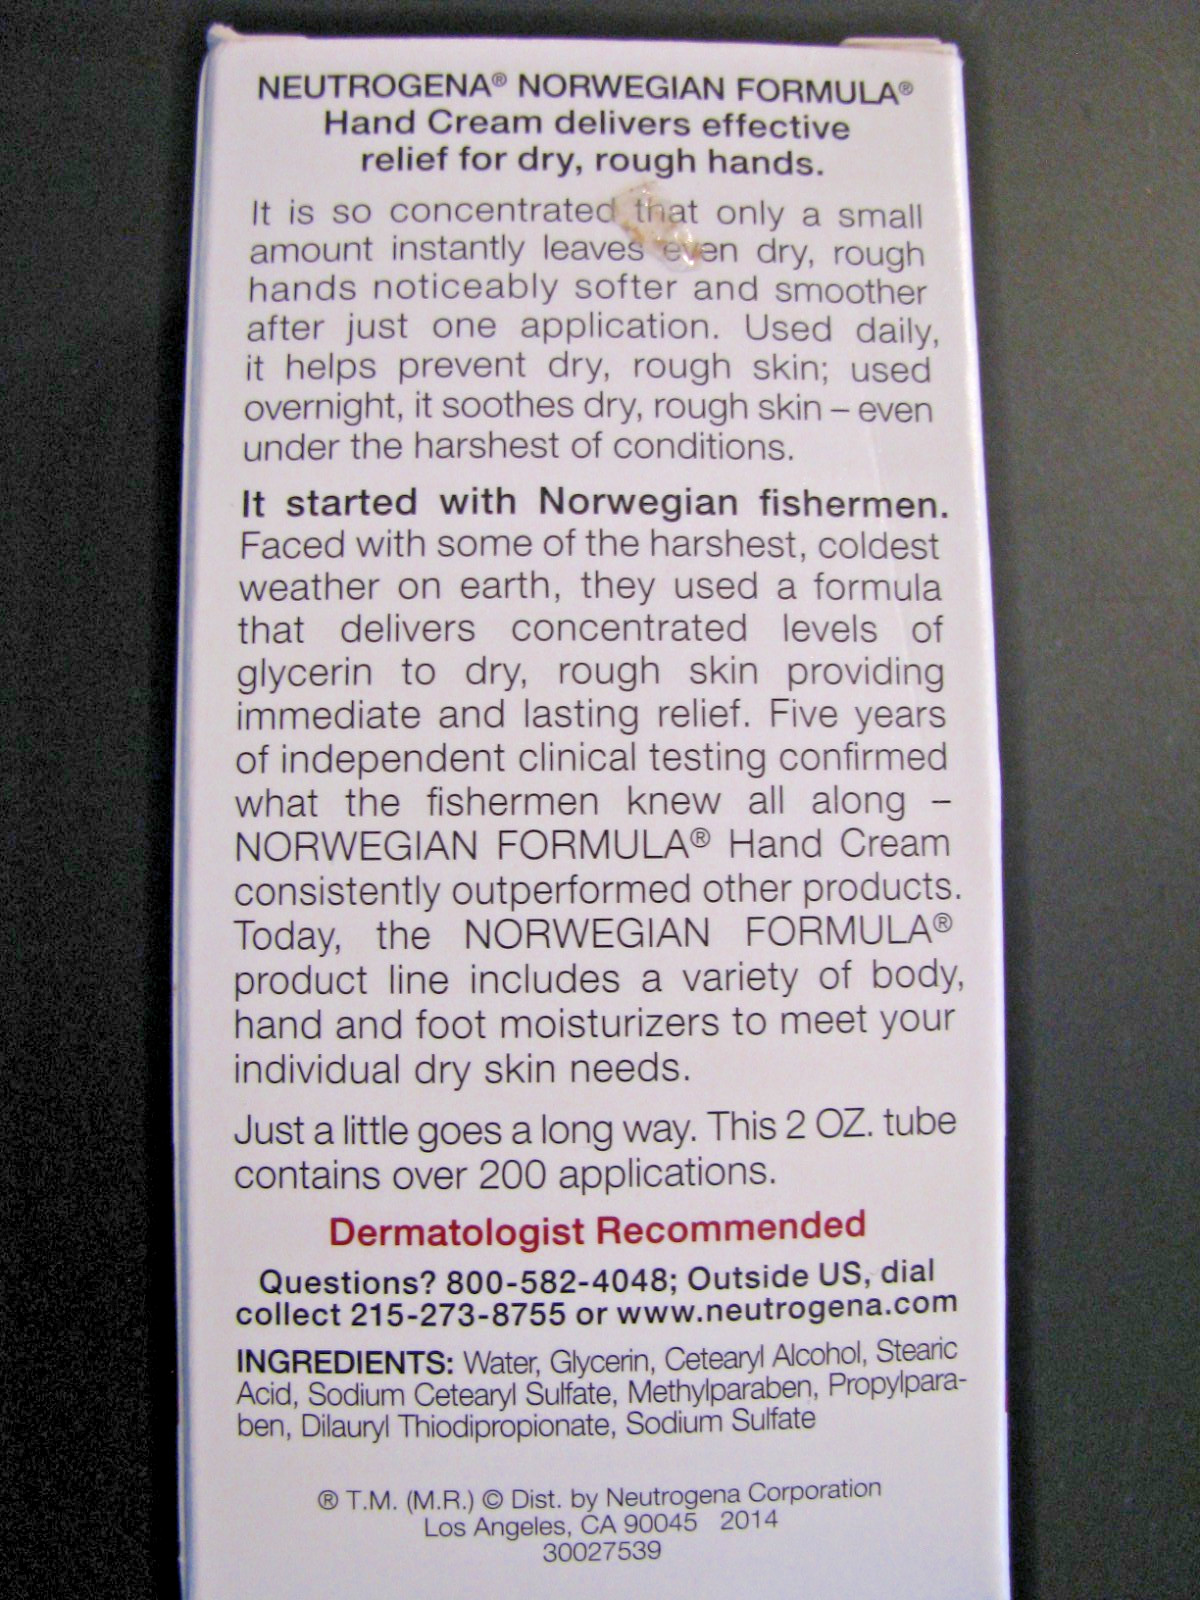 NEUTROGENA® NORWEGIAN FORMULA®
Hand Cream delivers effective
relief for dry, rough hands.
It is so concentrated that only a small
amount instantly leaves even dry, rough
hands noticeably softer and smoother
after just one application. Used daily,
it helps prevent dry, rough skin; used
overnight, it soothes dry, rough skin – even
under the harshest of conditions.
It started with Norwegian fishermen.
Faced with some of the harshest, coldest
weather on earth, they used a formula
that delivers concentrated levels of
glycerin to dry, rough skin providing
immediate and lasting relief. Five years
of independent clinical testing confirmed
what the fishermen knew all along –
NORWEGIAN FORMULA® Hand Cream
consistently outperformed other products.
Today, the NORWEGIAN FORMULA®
product line includes a variety of body,
hand and foot moisturizers to meet your
individual dry skin needs.
Just a little goes a long way. This 2 OZ. tube
contains over 200 applications.
Dermatologist Recommended
Questions? 800-582-4048; Outside US, dial
collect 215-273-8755 or www.neutrogena.com
INGREDIENTS: Water, Glycerin, Cetearyl Alcohol, Stearic
Acid, Sodium Cetearyl Sulfate, Methylparaben, Propylpara-
ben, Dilauryl Thiodipropionate, Sodium Sulfate
® T.M. (M.R.) © Dist. by Neutrogena Corporation
Los Angeles, CA 90045 2014
30027539